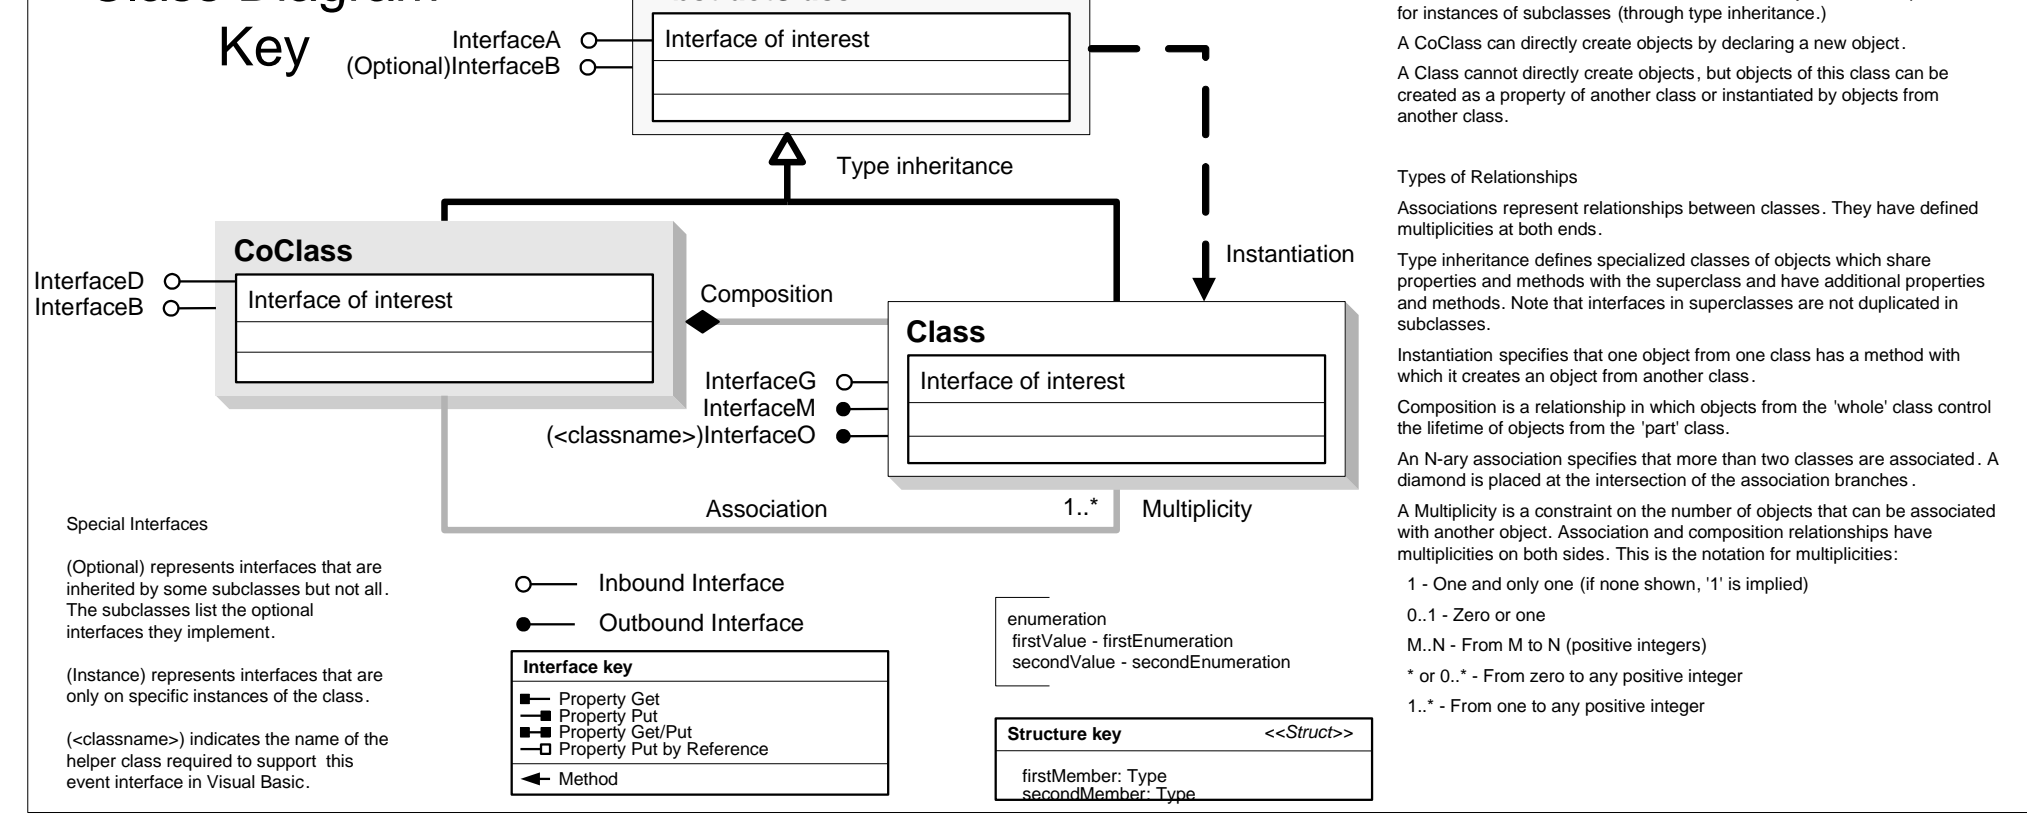 Class Diagram
Key
InterfaceA
(Optional)InterfaceB
Interface of interest
Type inheritance
CoClass
InterfaceD
InterfaceB
Interface of interest
Composition
Instantiation
Class
InterfaceG
InterfaceM
(<classname>)InterfaceO
Interface of interest
Association
1..*
Multiplicity
Special Interfaces
(Optional) represents interfaces that are
inherited by some subclasses but not all.
The subclasses list the optional
interfaces they implement.
(Instance) represents interfaces that are
only on specific instances of the class.
(<classname>) indicates the name of the
helper class required to support this
event interface in Visual Basic.
Inbound Interface
Outbound Interface
Interface key
Property Get
Property Put
Property Get/Put
Property Put by Reference
Method
enumeration
firstValue - firstEnumeration
secondValue - secondEnumeration
Structure key <<Struct>>
firstMember: Type
secondMember: Type
for instances of subclasses (through type inheritance.)
A CoClass can directly create objects by declaring a new object.
A Class cannot directly create objects, but objects of this class can be
created as a property of another class or instantiated by objects from
another class.
Types of Relationships
Associations represent relationships between classes. They have defined
multiplicities at both ends.
Type inheritance defines specialized classes of objects which share
properties and methods with the superclass and have additional properties
and methods. Note that interfaces in superclasses are not duplicated in
subclasses.
Instantiation specifies that one object from one class has a method with
which it creates an object from another class.
Composition is a relationship in which objects from the 'whole' class control
the lifetime of objects from the 'part' class.
An N-ary association specifies that more than two classes are associated. A
diamond is placed at the intersection of the association branches.
A Multiplicity is a constraint on the number of objects that can be associated
with another object. Association and composition relationships have
multiplicities on both sides. This is the notation for multiplicities:
1 - One and only one (if none shown, '1' is implied)
0..1 - Zero or one
M..N - From M to N (positive integers)
* or 0..* - From zero to any positive integer
1..* - From one to any positive integer